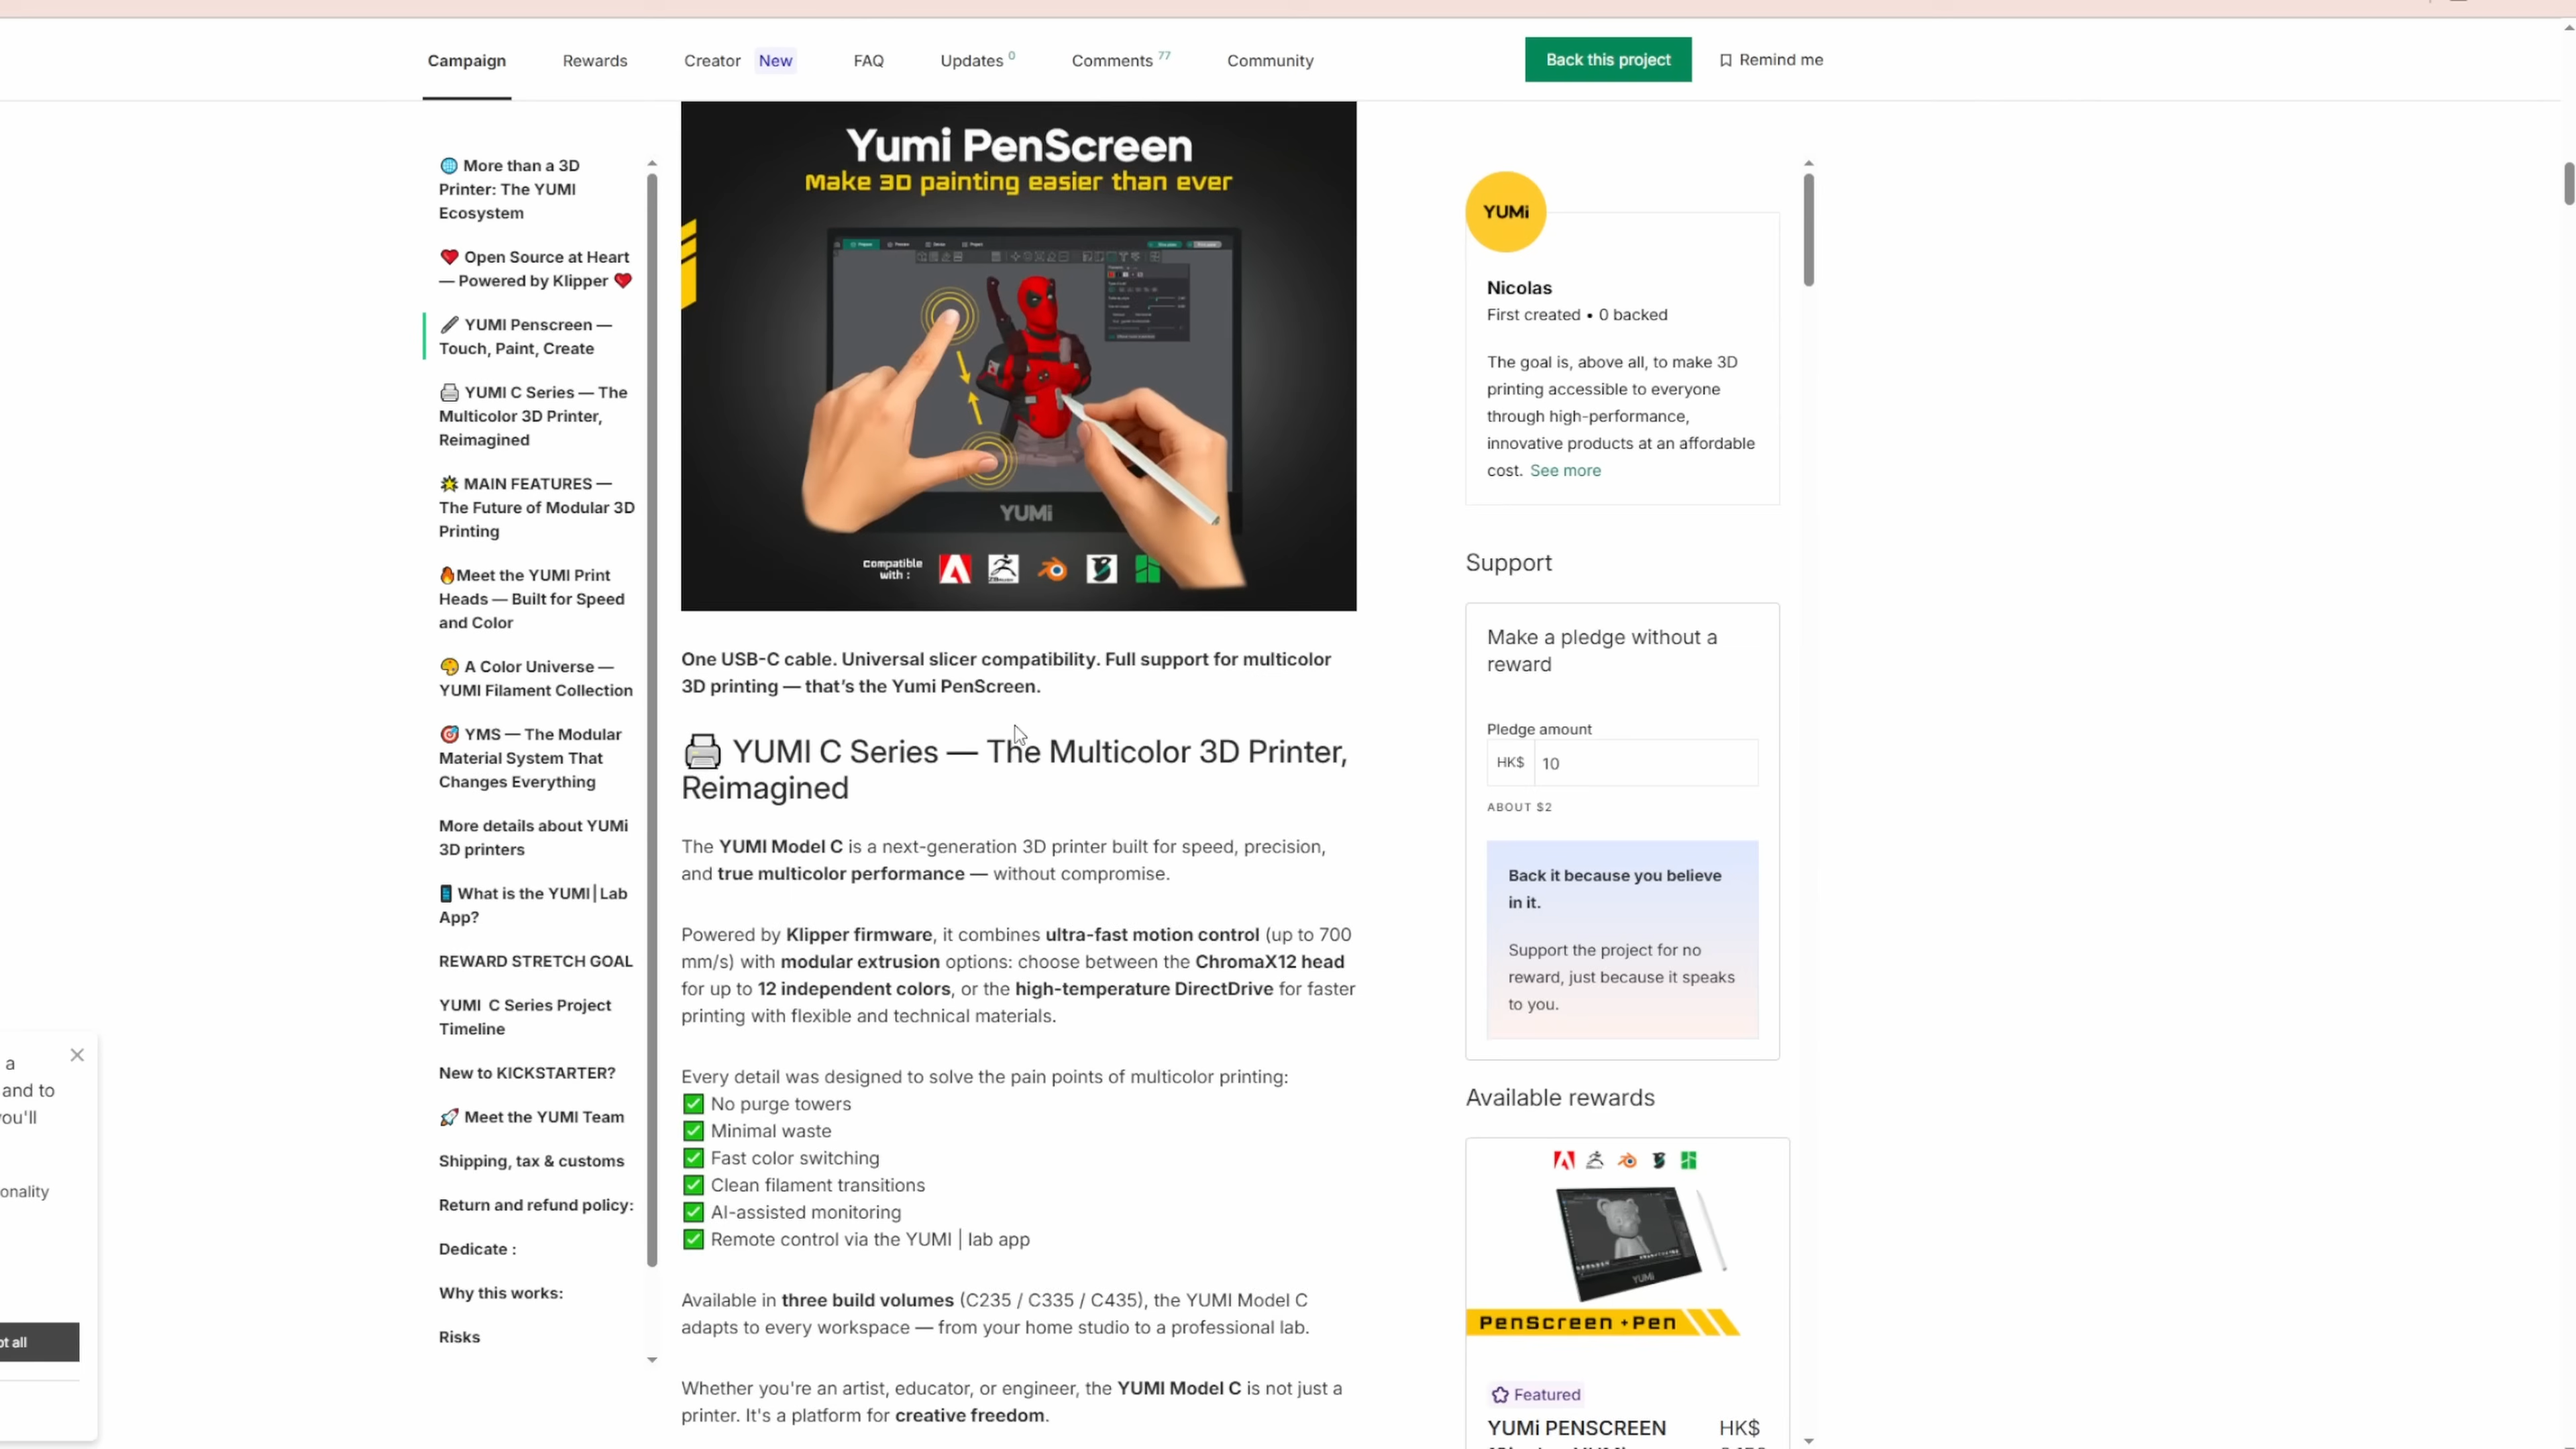 Campaign
Rewards
Creator New
FAQ
Updates 0
Comments 77
Community
Back this project
Remind me
More than a 3D
Printer: The YUMI
Ecosystem
Open Source at Heart
— Powered by Klipper
YUMI Penscreen —
Touch, Paint, Create
YUMI C Series — The
Multicolor 3D Printer,
Reimagined
MAIN FEATURES —
The Future of Modular 3D
Printing
Meet the YUMI Print
Heads — Built for Speed
and Color
A Color Universe —
YUMI Filament Collection
YMS — The Modular
Material System That
Changes Everything
More details about YUMi
3D printers
What is the YUMI | Lab
App?
REWARD STRETCH GOAL
YUMI C Series Project
Timeline
New to KICKSTARTER?
Meet the YUMI Team
Shipping, tax & customs
Return and refund policy:
Dedicate :
Why this works:
Risks
Yumi PenScreen
Make 3D painting easier than ever
YUMi
Compatible
with :
One USB-C cable. Universal slicer compatibility. Full support for multicolor
3D printing — that's the Yumi PenScreen.
YUMI C Series — The Multicolor 3D Printer,
Reimagined
The YUMI Model C is a next-generation 3D printer built for speed, precision,
and true multicolor performance — without compromise.
Powered by Klipper firmware, it combines ultra-fast motion control (up to 700
mm/s) with modular extrusion options: choose between the ChromaX12 head
for up to 12 independent colors, or the high-temperature DirectDrive for faster
printing with flexible and technical materials.
Every detail was designed to solve the pain points of multicolor printing:
No purge towers
Minimal waste
Fast color switching
Clean filament transitions
AI-assisted monitoring
Remote control via the YUMI | lab app
Available in three build volumes (C235 / C335 / C435), the YUMI Model C
adapts to every workspace — from your home studio to a professional lab.
Whether you're an artist, educator, or engineer, the YUMI Model C is not just a
printer. It's a platform for creative freedom.
YUMi
Nicolas
First created • 0 backed
The goal is, above all, to make 3D
printing accessible to everyone
through high-performance,
innovative products at an affordable
cost. See more
Support
Make a pledge without a
reward
Pledge amount
HK$ 10
ABOUT $2
Back it because you believe
in it.
Support the project for no
reward, just because it speaks
to you.
Available rewards
YUMi
PenScreen +Pen
Featured
YUMi PENSCREEN HK$
a
and to
you'll
onality
pt all